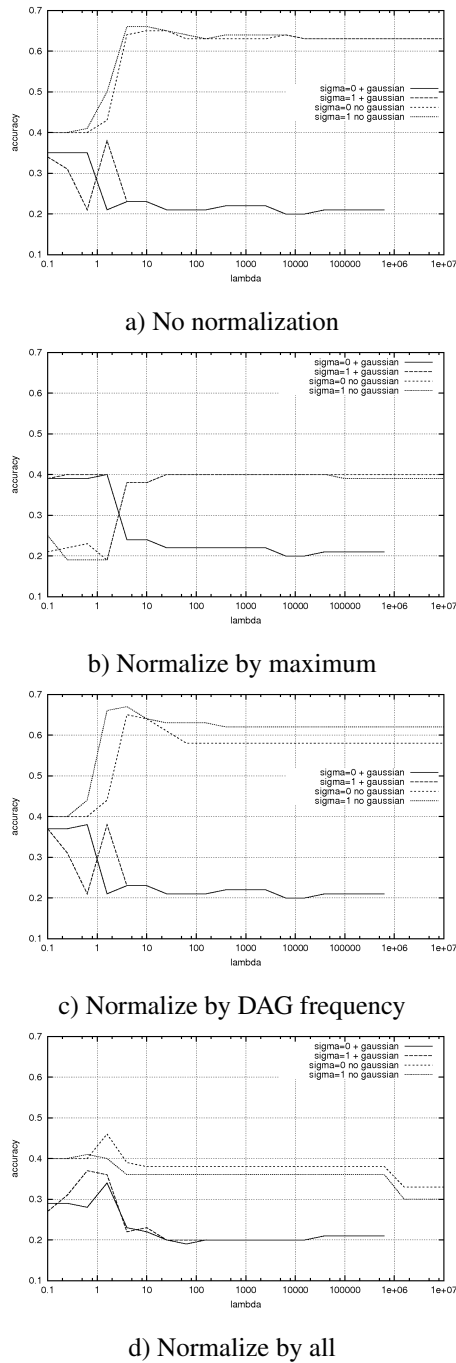 0.7
0.6
0.5
0.4
0.3
0.2
0.1
accuracy
sigma=0 + gaussian
sigma=1 + gaussian
sigma=0 no gaussian
sigma=1 no gaussian
0.1 1 10 100 1000 10000 100000 1e+06 1e+07
lambda
a) No normalization
0.7
0.6
0.5
0.4
0.3
0.2
0.1
accuracy
sigma=0 + gaussian
sigma=1 + gaussian
sigma=0 no gaussian
sigma=1 no gaussian
0.1 1 10 100 1000 10000 100000 1e+06 1e+07
lambda
b) Normalize by maximum
0.7
0.6
0.5
0.4
0.3
0.2
0.1
accuracy
sigma=0 + gaussian
sigma=1 + gaussian
sigma=0 no gaussian
sigma=1 no gaussian
0.1 1 10 100 1000 10000 100000 1e+06 1e+07
lambda
c) Normalize by DAG frequency
0.7
0.6
0.5
0.4
0.3
0.2
0.1
accuracy
sigma=0 + gaussian
sigma=1 + gaussian
sigma=0 no gaussian
sigma=1 no gaussian
0.1 1 10 100 1000 10000 100000 1e+06 1e+07
lambda
d) Normalize by all